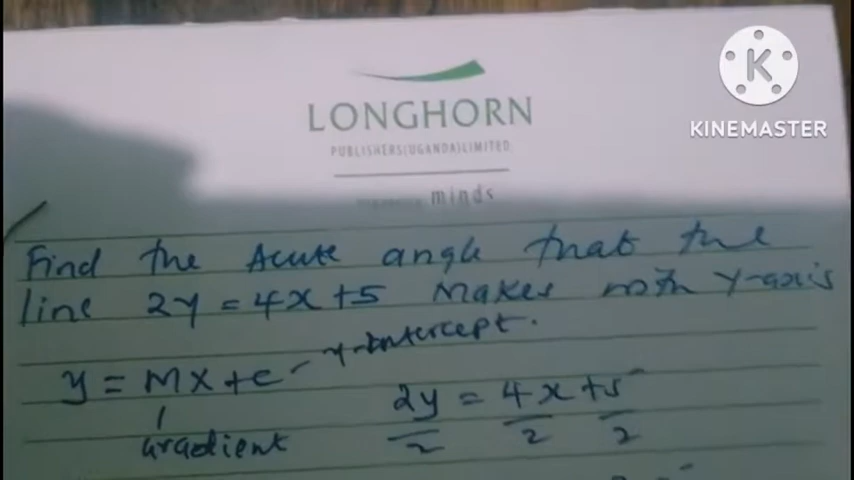 LONGHORN
PUBLISHERS(UGANDA)LIMITED
minds
KINEMASTER
Find the Acute angle that the
line 2y = 4x + 5 Makes with Y-axis
y = Mx + c - y-intercept.
Gradient
2y/2 = 4x/2 + 5/2